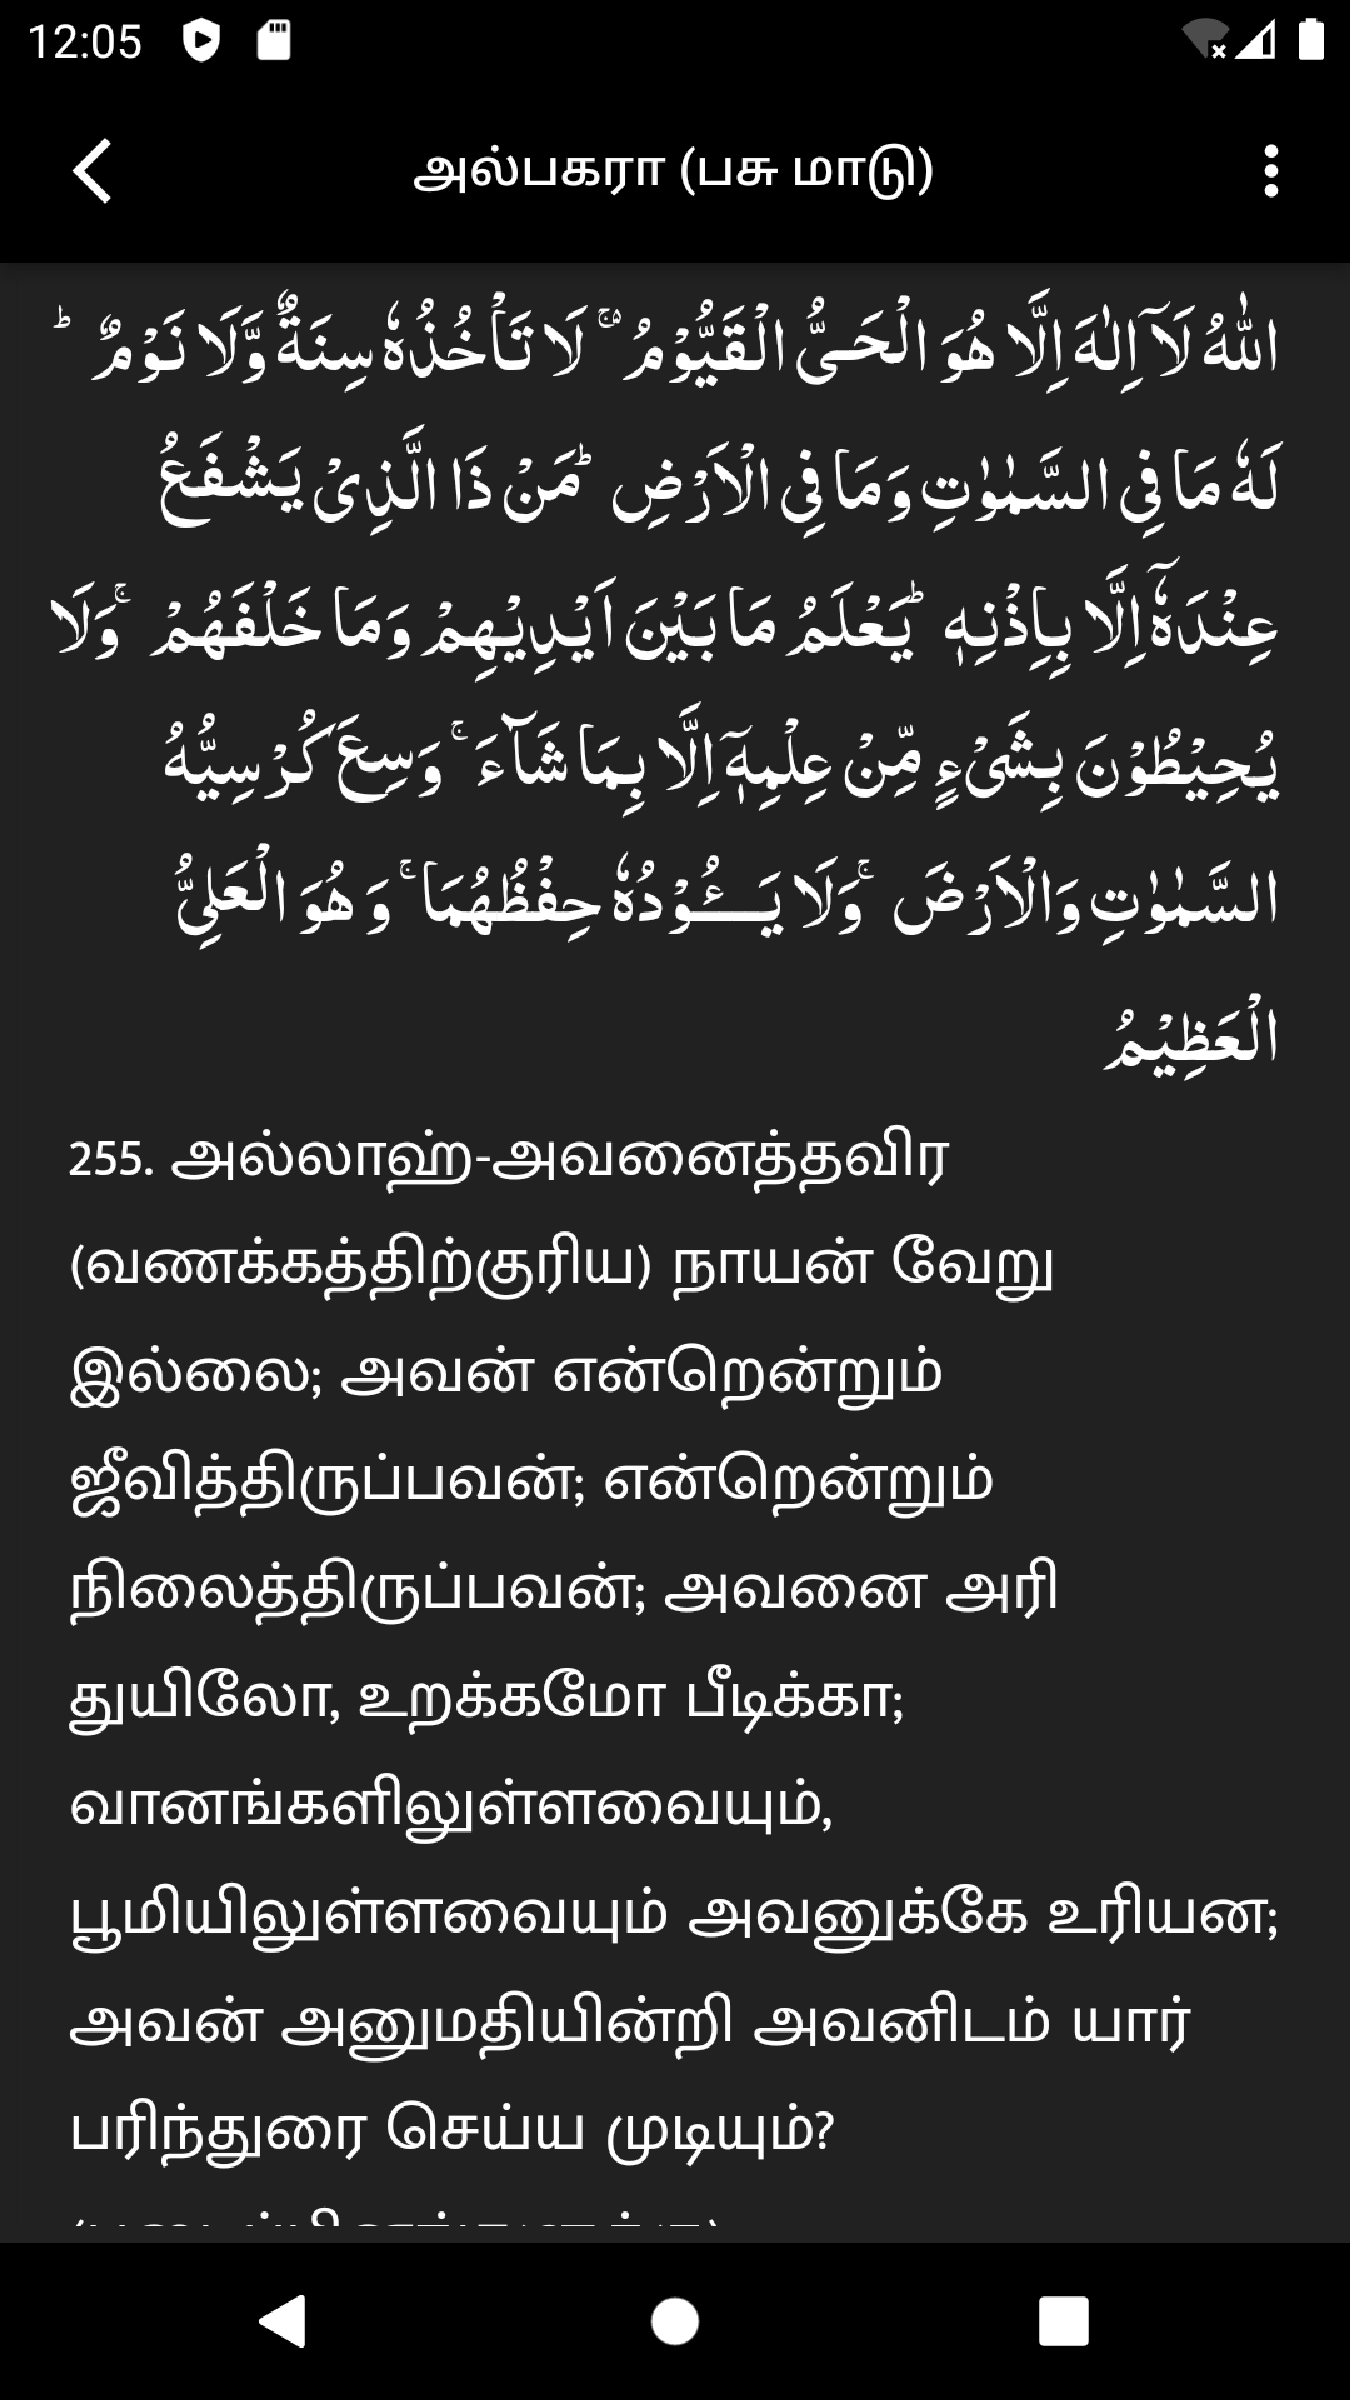 12:05
அல்பகரா (பசு மாடு)
اللّٰهُ لَاۤ اِلٰهَ اِلَّا هُوَ الْحَـىُّ الْقَيُّوْمُ ۚ لَا تَاْخُذُهٗ سِنَةٌ وَّلَا نَوْمٌ‌ ؕ
لَهٗ مَا فِى السَّمٰوٰتِ وَمَا فِى الْاَرْضِ‌ ؕ مَنْ ذَا الَّذِىْ يَشْفَعُ
عِنْدَهٗۤ اِلَّا بِاِذْنِهٖ‌ ؕ يَعْلَمُ مَا بَيْنَ اَيْدِيْهِمْ وَمَا خَلْفَهُمْ‌ۚ وَلَا
يُحِيْطُوْنَ بِشَىْءٍ مِّنْ عِلْمِهٖۤ اِلَّا بِمَا شَآءَ ۚ وَسِعَ كُرْسِيُّهُ
السَّمٰوٰتِ وَالْاَرْضَ‌‌ۚ وَلَا يَــُٔوْدُهٗ حِفْظُهُمَا ‌ۚ وَ هُوَ الْعَلِىُّ
الْعَظِيْمُ
255. அல்லாஹ்-அவனைத்தவிர
(வணக்கத்திற்குரிய) நாயன் வேறு
இல்லை; அவன் என்றென்றும்
ஜீவித்திருப்பவன்; என்றென்றும்
நிலைத்திருப்பவன்; அவனை அரி
துயிலோ, உறக்கமோ பீடிக்கா;
வானங்களிலுள்ளவையும்,
பூமியிலுள்ளவையும் அவனுக்கே உரியன;
அவன் அனுமதியின்றி அவனிடம் யார்
பரிந்துரை செய்ய முடியும்?